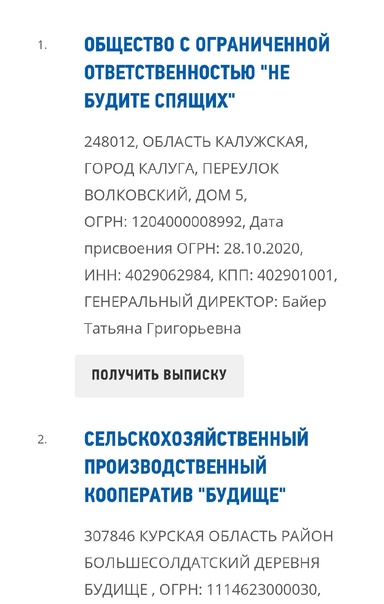 1. ОБЩЕСТВО С ОГРАНИЧЕННОЙ
ОТВЕТСТВЕННОСТЬЮ "НЕ
БУДИТЕ СПЯЩИХ"
248012, ОБЛАСТЬ КАЛУЖСКАЯ,
ГОРОД КАЛУГА, ПЕРЕУЛОК
ВОЛКОВСКИЙ, ДОМ 5,
ОГРН: 1204000008992, Дата
присвоения ОГРН: 28.10.2020,
ИНН: 4029062984, КПП: 402901001,
ГЕНЕРАЛЬНЫЙ ДИРЕКТОР: Байер
Татьяна Григорьевна
ПОЛУЧИТЬ ВЫПИСКУ
2. СЕЛЬСКОХОЗЯЙСТВЕННЫЙ
ПРОИЗВОДСТВЕННЫЙ
КООПЕРАТИВ "БУДИЩЕ"
307846 КУРСКАЯ ОБЛАСТЬ РАЙОН
БОЛЬШЕСОЛДАТСКИЙ ДЕРЕВНЯ
БУДИЩЕ , ОГРН: 1114623000030,